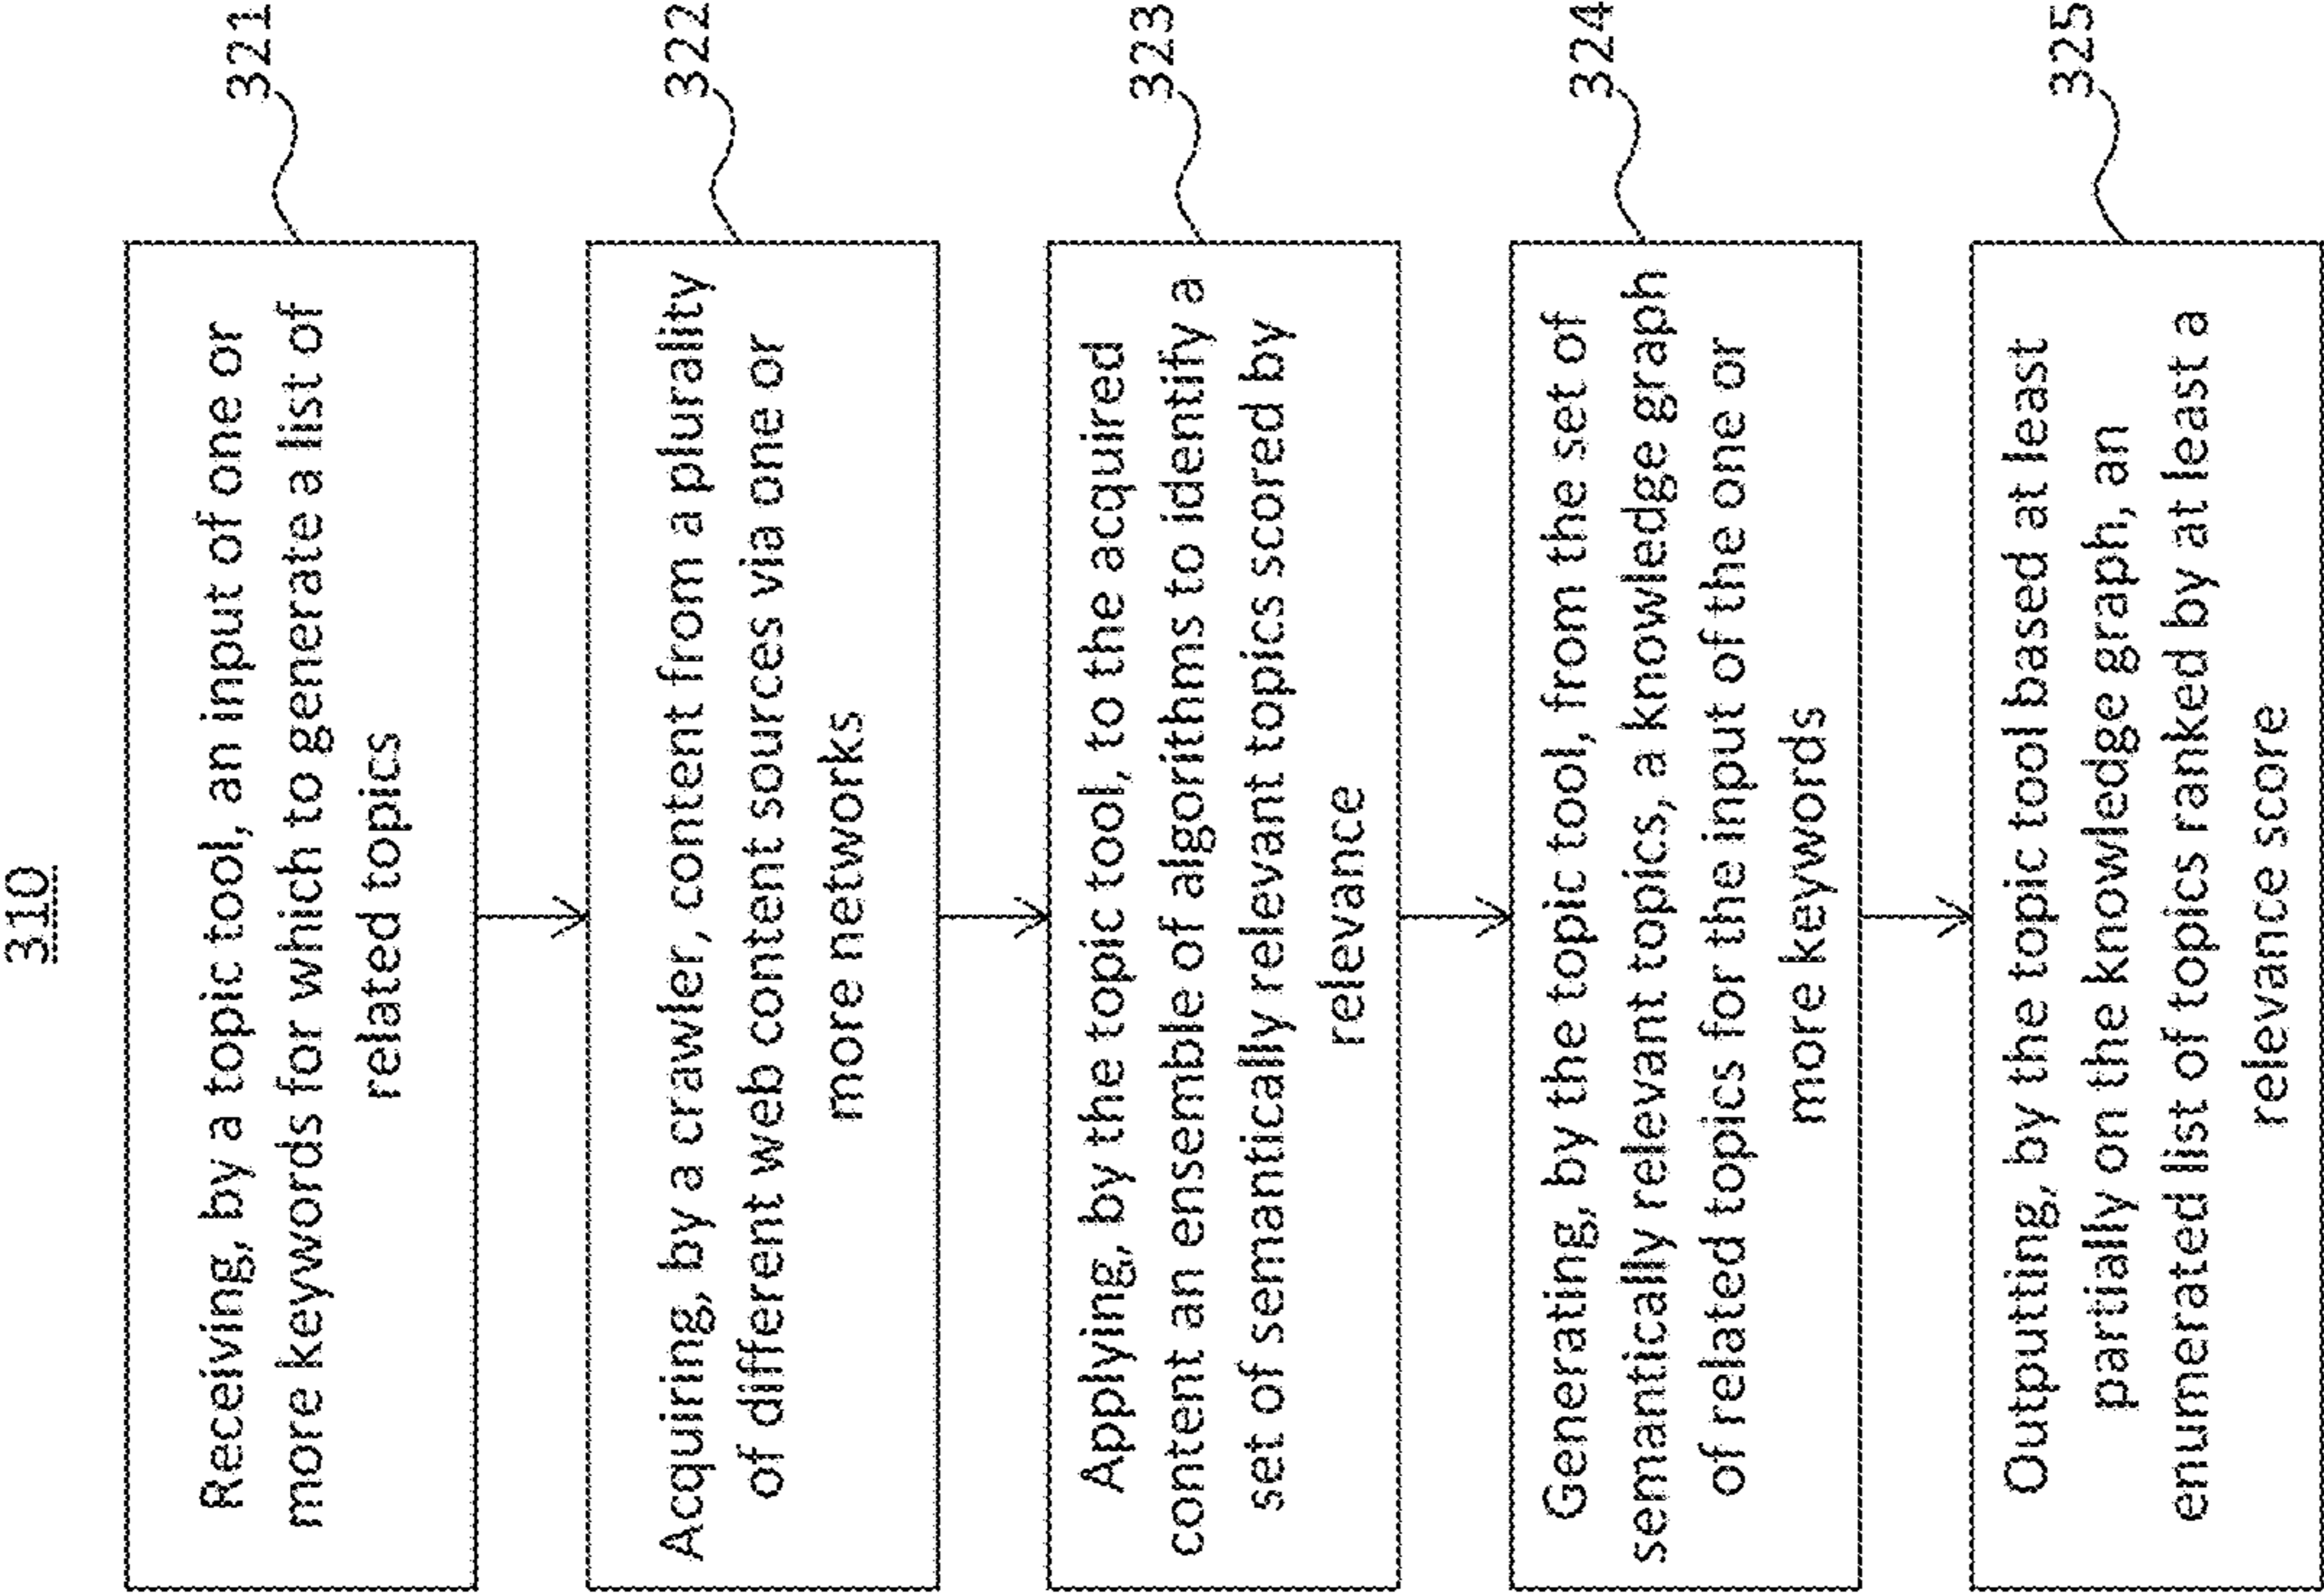 310
Receiving, by a topic tool, an input of one or
more keywords for which to generate a list of
related topics
321
Acquiring, by a crawler, content from a plurality
of different web content sources via one or
more networks
322
Applying, by the topic tool, to the acquired
content an ensemble of algorithms to identify a
set of semantically relevant topics scored by
relevance
323
Generating, by the topic tool, from the set of
semantically relevant topics, a knowledge graph
of related topics for the input of the one or
more keywords
324
Outputting, by the topic tool based at least
partially on the knowledge graph, an
enumerated list of topics ranked by at least a
relevance score
325